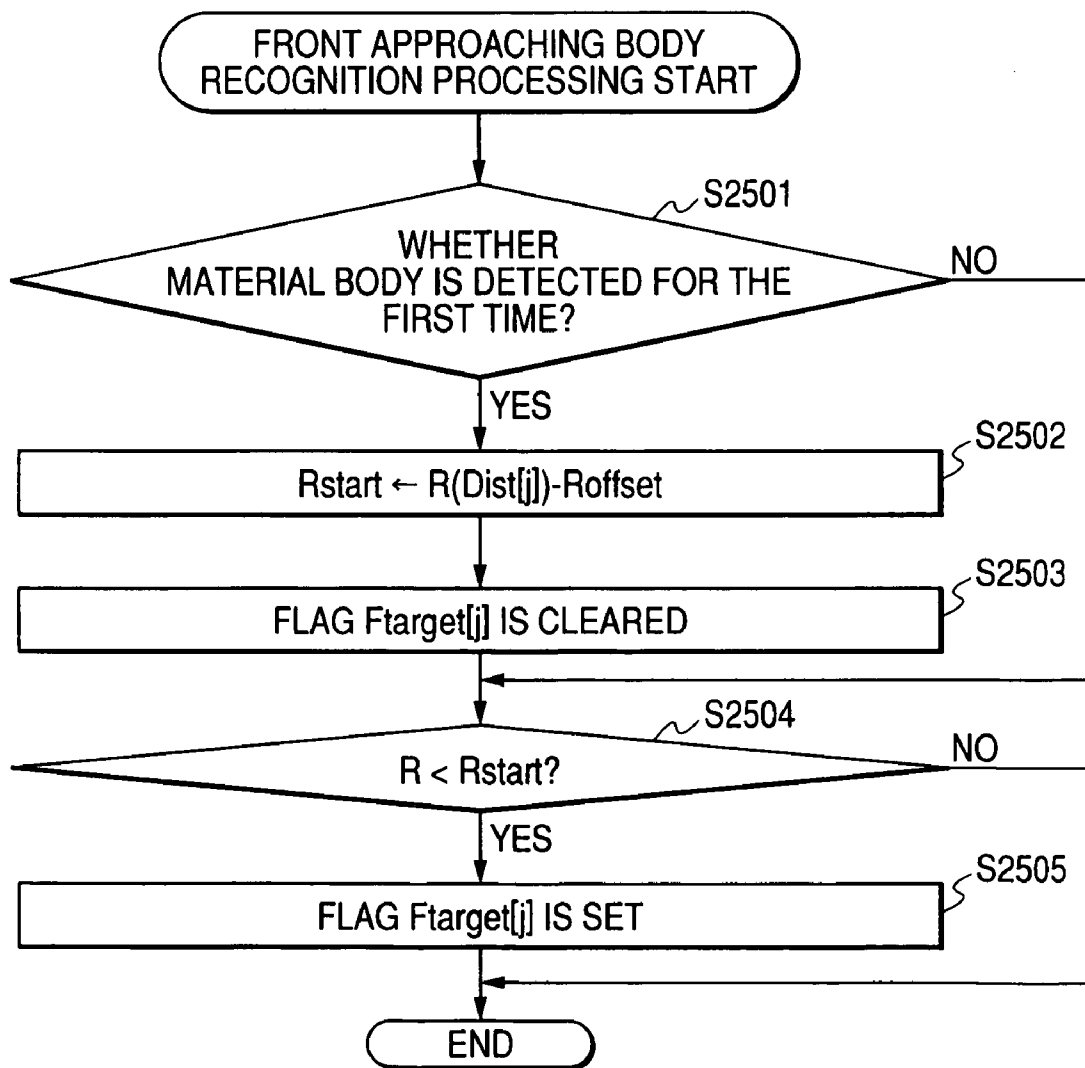 FRONT APPROACHING BODY
RECOGNITION PROCESSING START
S2501
WHETHER
MATERIAL BODY IS DETECTED FOR THE
FIRST TIME?
NO
YES
S2502
Rstart ← R(Dist[j])-Roffset
S2503
FLAG Ftarget[j] IS CLEARED
S2504
R < Rstart?
NO
YES
S2505
FLAG Ftarget[j] IS SET
END